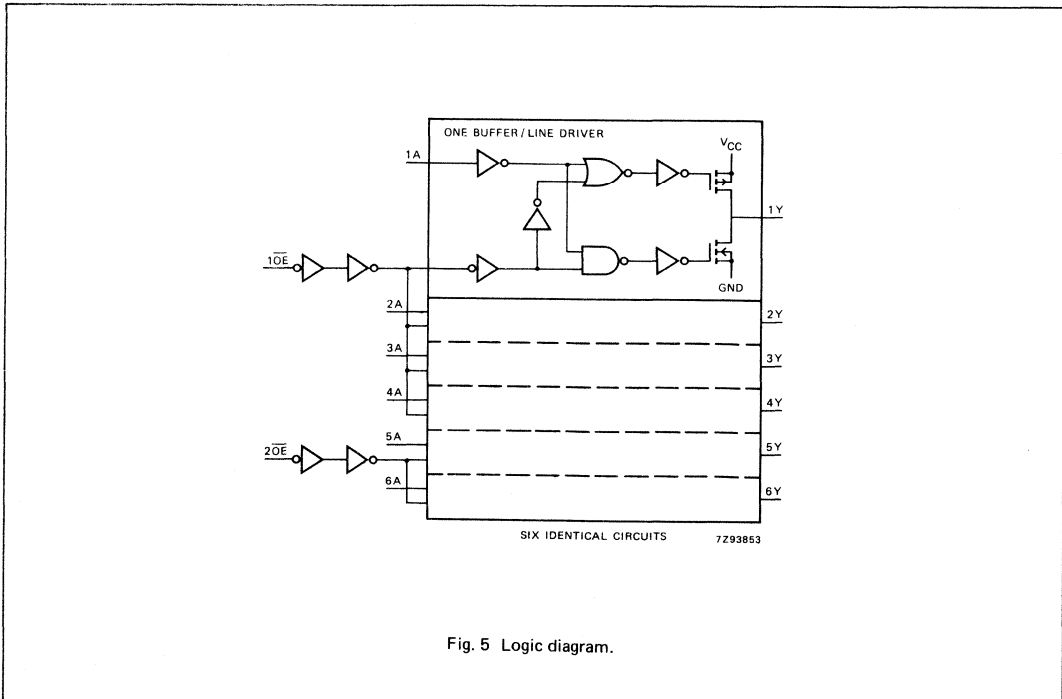 ONE BUFFER / LINE DRIVER
VCC
1A
1Y
1OE
GND
2A
2Y
3A
3Y
4A
4Y
5A
5Y
2OE
6A
6Y
SIX IDENTICAL CIRCUITS
7Z93853
Fig. 5 Logic diagram.